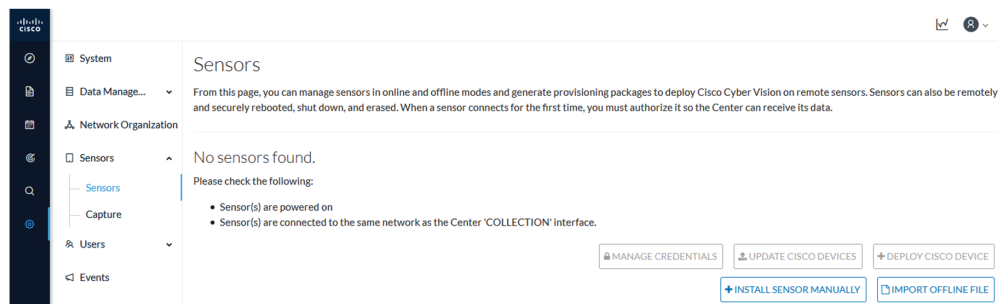 CISCO
System
Sensors
Data Manage...
From this page, you can manage sensors in online and offline modes and generate provisioning packages to deploy Cisco Cyber Vision on remote sensors. Sensors can also be remotely
and securely rebooted, shut down, and erased. When a sensor connects for the first time, you must authorize it so the Center can receive its data.
Network Organization
Sensors
No sensors found.
Please check the following:
Sensors
• Sensor(s) are powered on
Capture
• Sensor(s) are connected to the same network as the Center 'COLLECTION' interface.
Users
MANAGE CREDENTIALS UPDATE CISCO DEVICES + DEPLOY CISCO DEVICE
Events
+ INSTALL SENSOR MANUALLY IMPORT OFFLINE FILE